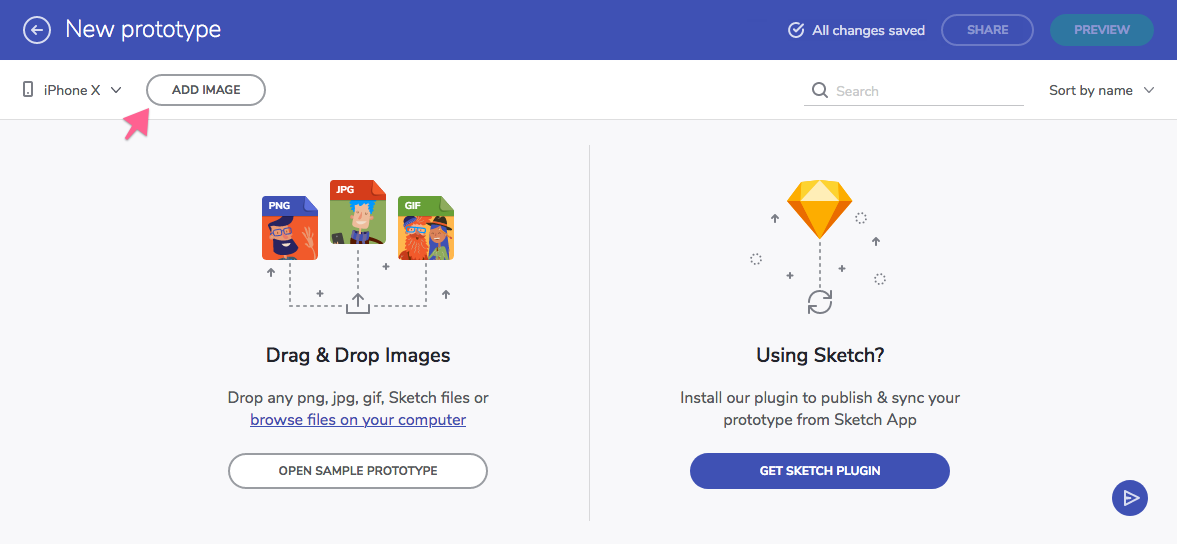 New prototype
All changes saved
SHARE
PREVIEW
iPhone X
ADD IMAGE
Search
Sort by name
PNG
JPG
GIF
Drag & Drop Images
Drop any png, jpg, gif, Sketch files or
browse files on your computer
OPEN SAMPLE PROTOTYPE
Using Sketch?
Install our plugin to publish & sync your
prototype from Sketch App
GET SKETCH PLUGIN